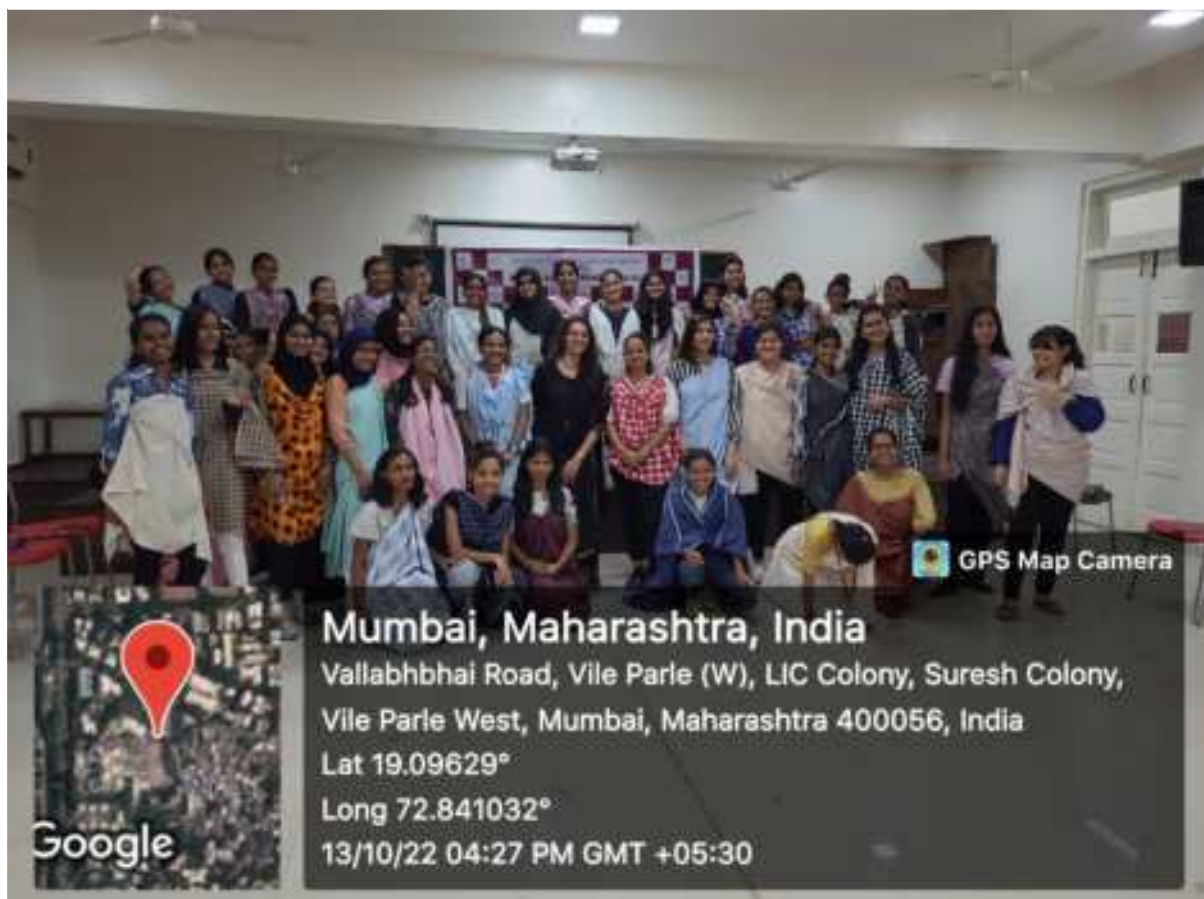 GPS Map Camera
Mumbai, Maharashtra, India
Vallabhbhai Road, Vile Parle (W), LIC Colony, Suresh Colony,
Vile Parle West, Mumbai, Maharashtra 400056, India
Lat 19.09629°
Long 72.841032°
13/10/22 04:27 PM GMT +05:30
Google